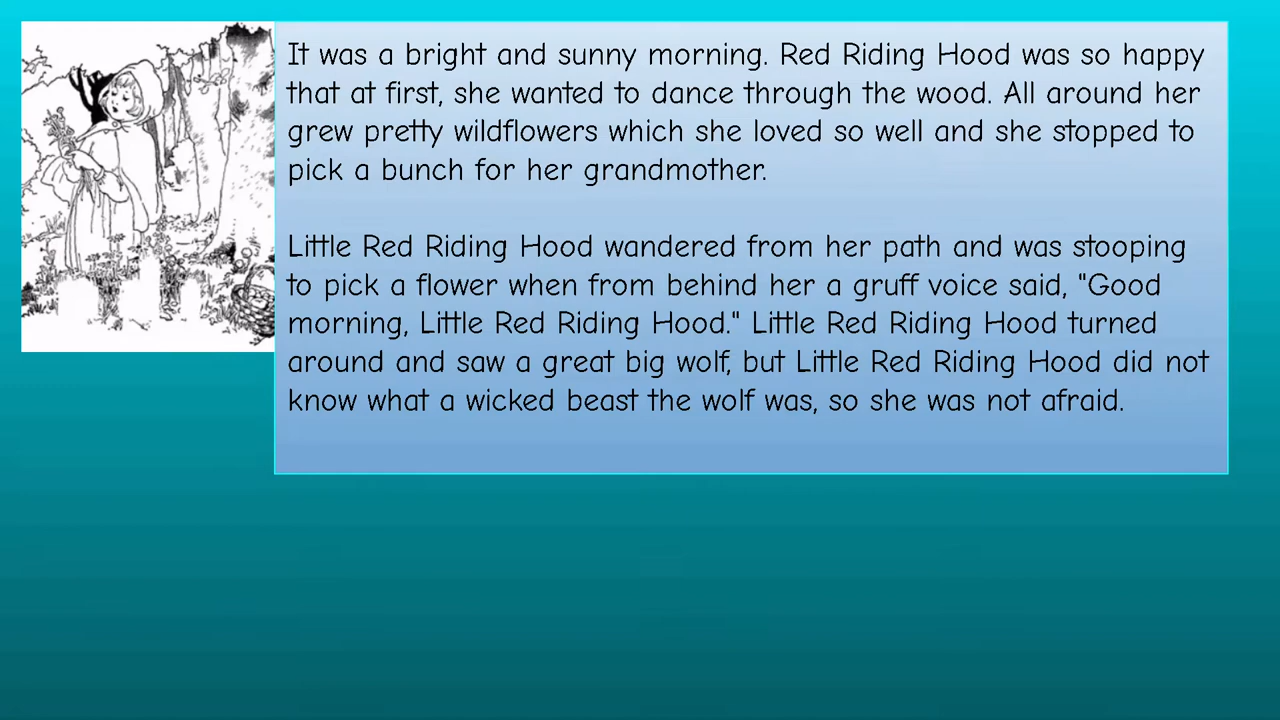 It was a bright and sunny morning. Red Riding Hood was so happy
that at first, she wanted to dance through the wood. All around her
grew pretty wildflowers which she loved so well and she stopped to
pick a bunch for her grandmother.
Little Red Riding Hood wandered from her path and was stooping
to pick a flower when from behind her a gruff voice said, "Good
morning, Little Red Riding Hood." Little Red Riding Hood turned
around and saw a great big wolf, but Little Red Riding Hood did not
know what a wicked beast the wolf was, so she was not afraid.